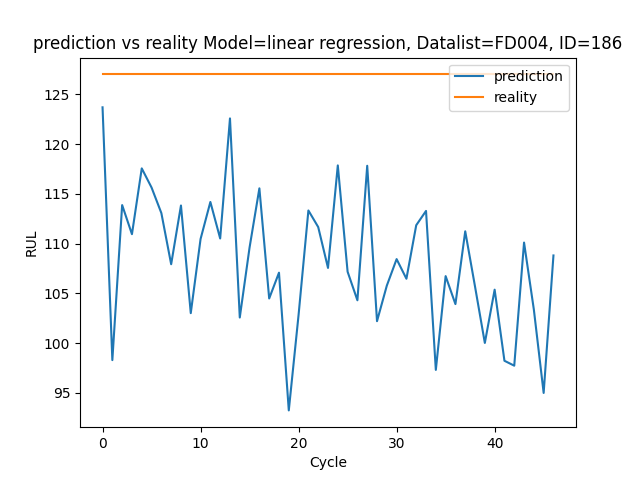 prediction vs reality Model=linear regression, Datalist=FD004, ID=186
prediction
reality
125
120
115
110
105
100
95
RUL
0 10 20 30 40
Cycle